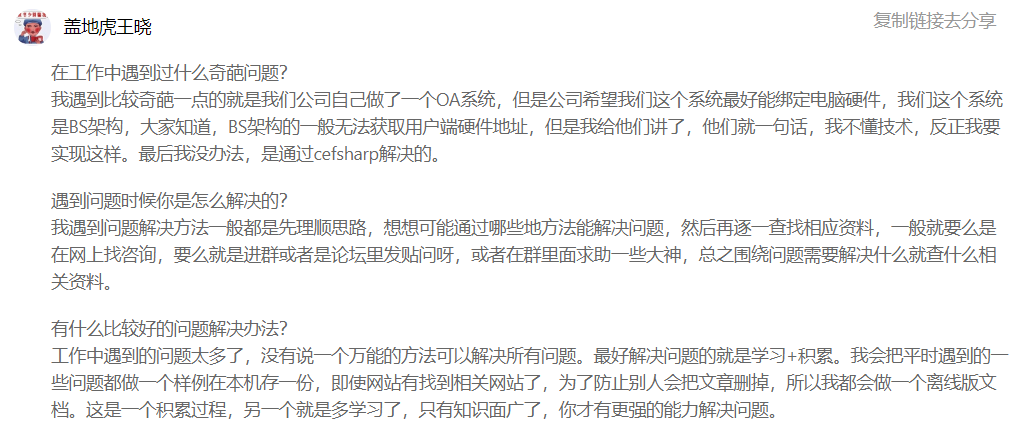 盖地虎王晓
复制链接去分享
在工作中遇到过什么奇葩问题？
我遇到比较奇葩一点的就是我们公司自己做了一个OA系统，但是公司希望我们这个系统最好能绑定电脑硬件，我们这个系统
是BS架构，大家知道，BS架构的一般无法获取用户端硬件地址，但是我给他们讲了，他们就一句话，我不懂技术，反正我要
实现这样。最后我没办法，是通过cefsharp解决的。
遇到问题时候你是怎么解决的？
我遇到问题解决方法一般都是先理顺思路，想想可能通过哪些地方法能解决问题，然后再逐一查找相应资料，一般就要么是
在网上找咨询，要么就是进群或者是论坛里发贴问呀，或者在群里面求助一些大神，总之围绕问题需要解决什么就查什么相
关资料。
有什么比较好的问题解决办法？
工作中遇到的问题太多了，没有说一个万能的方法可以解决所有问题。最好解决问题的就是学习+积累。我会把平时遇到的一
些问题都做一个样例在本机存一份，即使网站有找到相关网站了，为了防止别人会把文章删掉，所以我都会做一个离线版文
档。这是一个积累过程，另一个就是多学习了，只有知识面广了，你才有更强的能力解决问题。